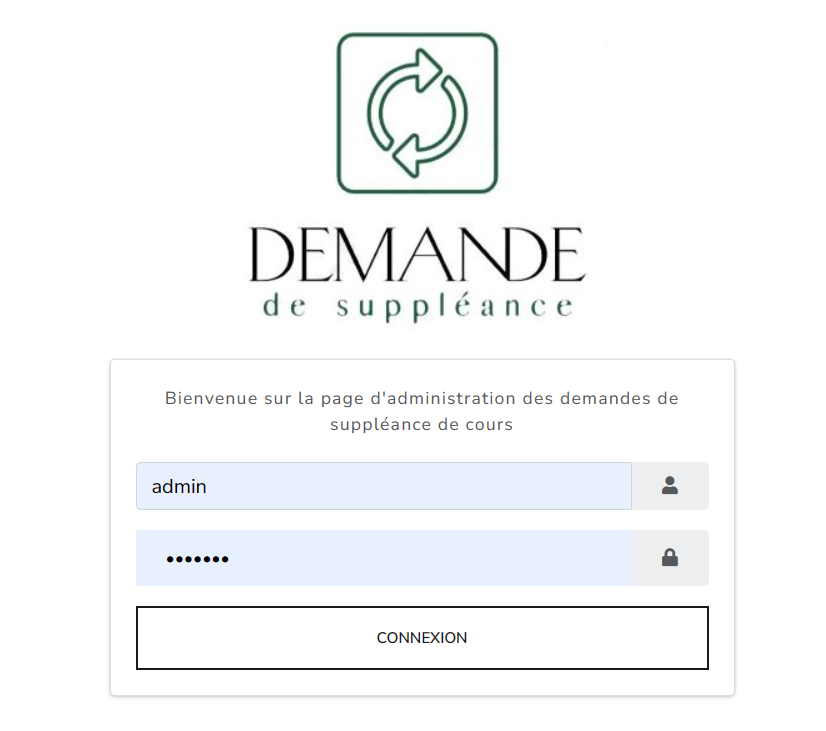 DEMANDE
de suppléance
Bienvenue sur la page d'administration des demandes de
suppléance de cours
admin
•••••••
CONNEXION